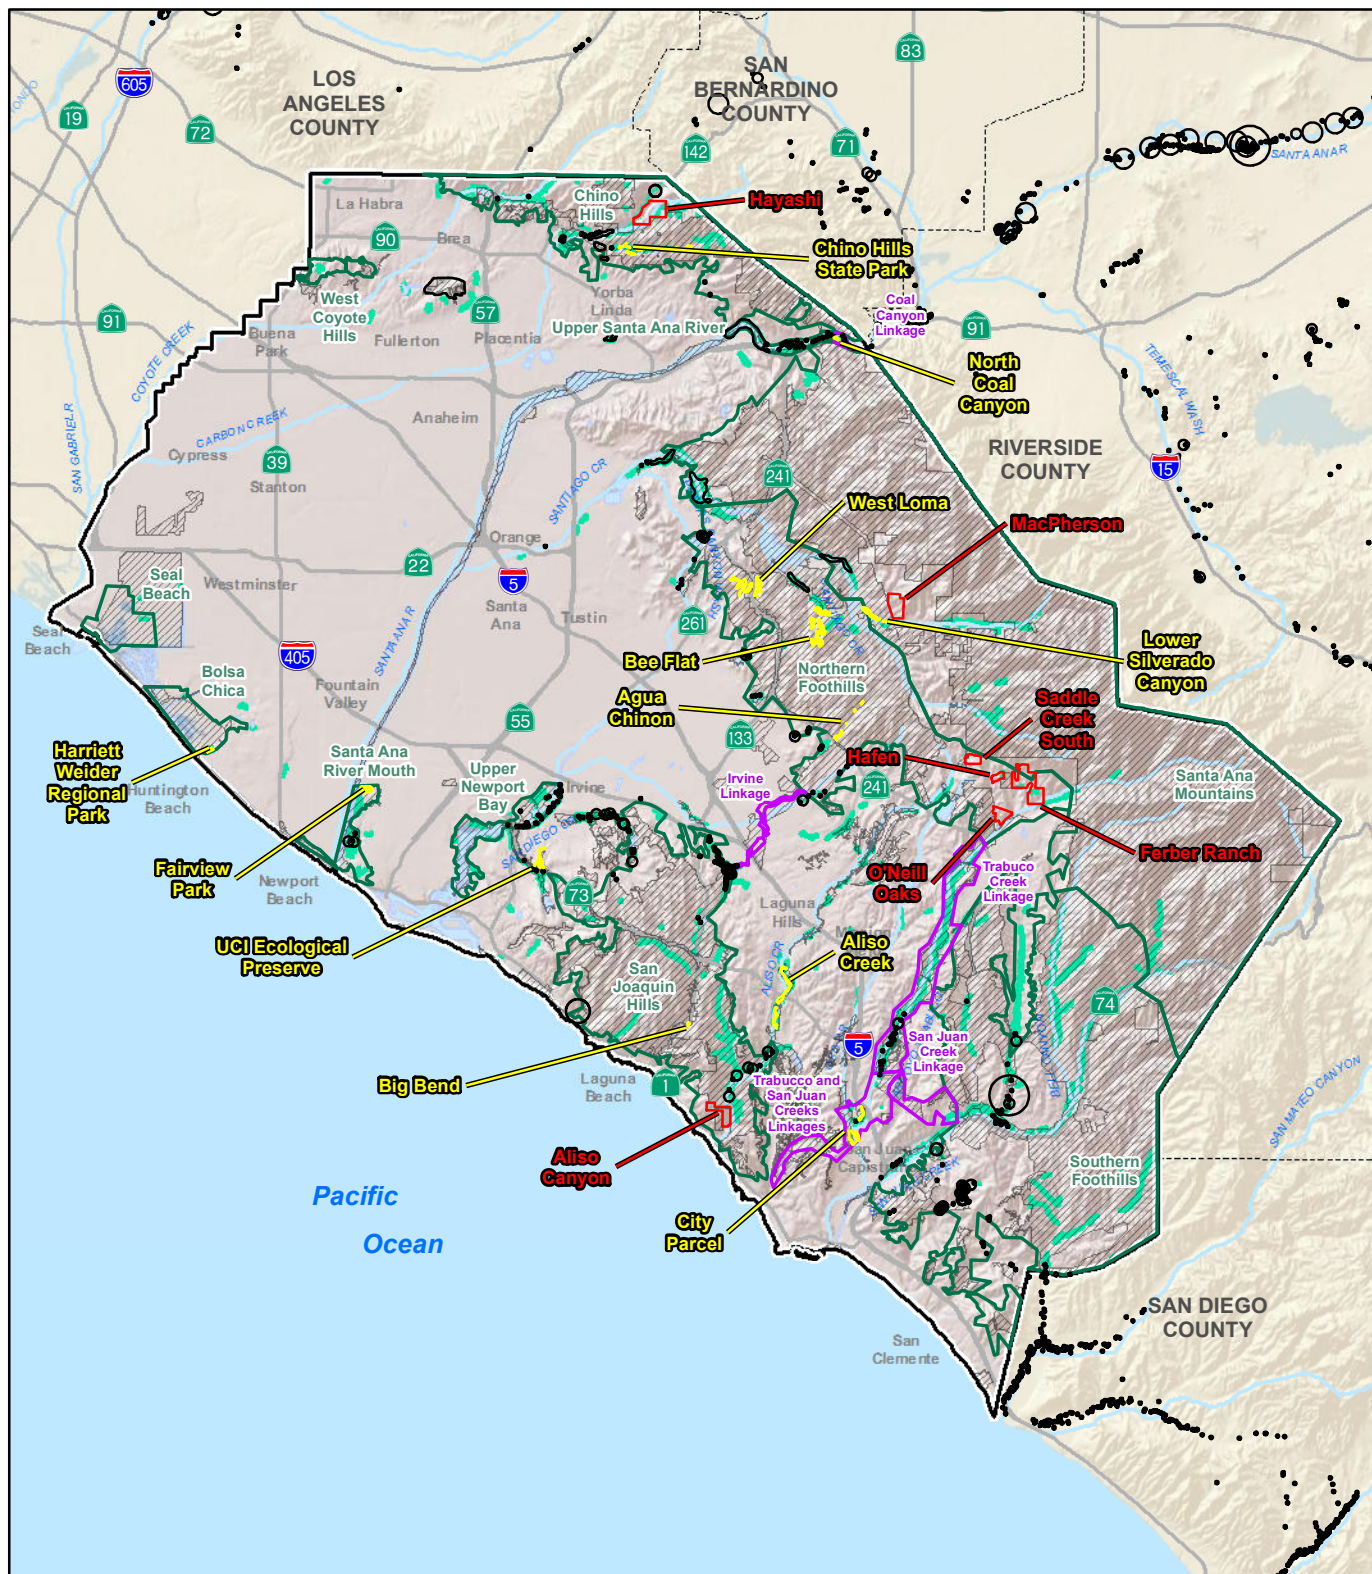 LOS
ANGELES
COUNTY
SAN
BERNARDINO
COUNTY
83
605
19
72
142
71
SANTA ANA R
La Habra
Chino
Hills
Hayashi
90
Brea
Chino Hills
State Park
West
Coyote
Hills
57
Yorba
Linda
Coal
Canyon
Linkage
91
91
Buena
Park
Fullerton
Placentia
Upper Santa Ana River
North
Coal
Canyon
COYOTE CREEK
SAN GABRIEL R
CARBON CREEK
Anaheim
TEMESCAL WASH
Cypress
39
Stanton
RIVERSIDE
COUNTY
15
SANTIAGO CR
241
West Loma
MacPherson
Orange
22
5
Seal
Beach
Westminster
Santa
Ana
Tustin
261
Seal
Beach
405
Bee Flat
Northern
Foothills
Lower
Silverado
Canyon
SANTA ANA R
Bolsa
Chica
Fountain
Valley
55
Agua
Chinon
133
Saddle
Creek
South
Harriett
Weider
Regional
Park
Huntington
Beach
Santa Ana
River Mouth
Upper
Newport
Bay
Irvine
Irvine
Linkage
Hafen
241
Santa Ana
Mountains
SAN DIEGO CR
Fairview
Park
Newport
Beach
73
O'Neill
Oaks
Trabuco
Creek
Linkage
Ferber Ranch
Laguna
Hills
UCI Ecological
Preserve
Aliso
Creek
ALISO CR
San
Joaquin
Hills
74
5
San Juan
Creek
Linkage
BELL CANYON
Big Bend
Laguna
Beach
1
Trabucco and
San Juan
Creeks
Linkages
SAN MATEO CANYON
Aliso
Canyon
San Juan
Capistrano
Southern
Foothills
Pacific
Ocean
City
Parcel
SAN DIEGO
COUNTY
San
Clemente